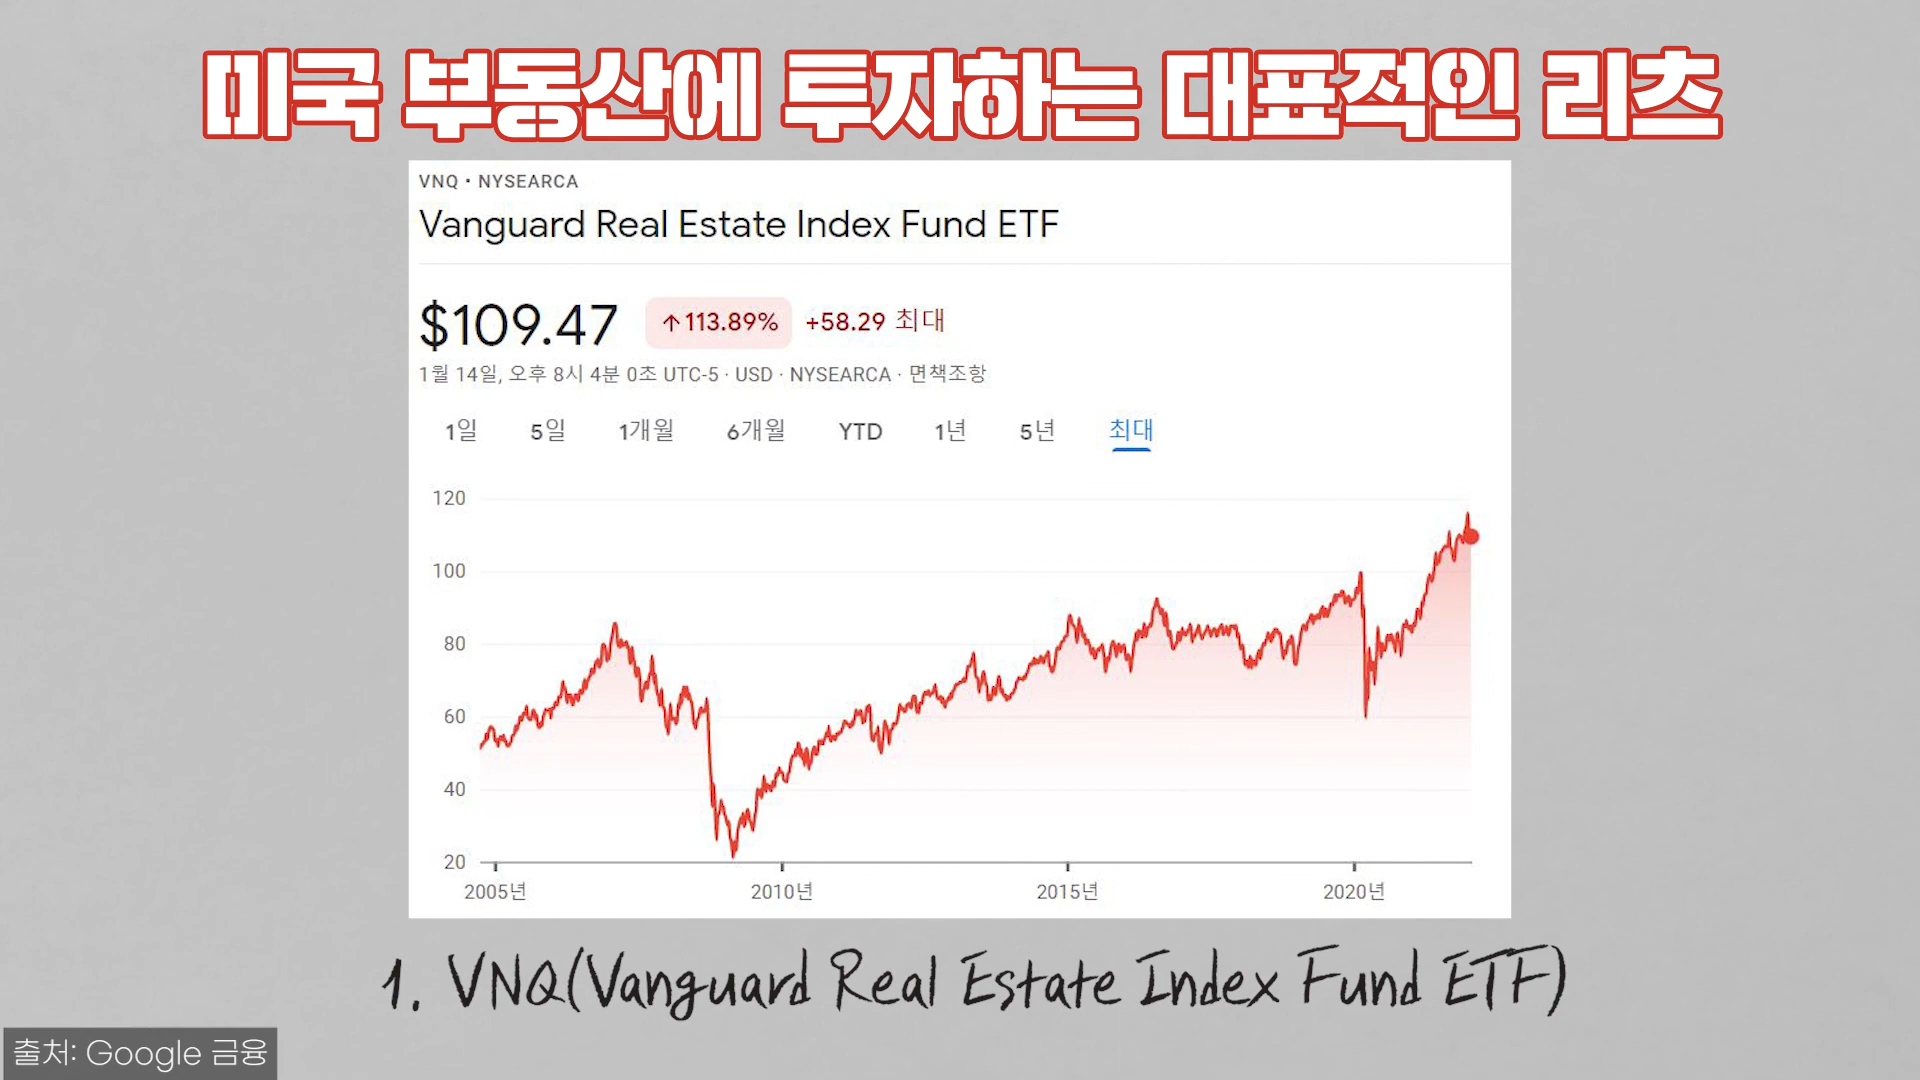 미국 부동산에 투자하는 대표적인 리츠
VNQ • NYSEARCA
Vanguard Real Estate Index Fund ETF
$109.47 ↑113.89% +58.29 최대
1월 14일, 오후 8시 4분 0초 UTC-5 · USD · NYSEARCA · 면책조항
1일 5일 1개월 6개월 YTD 1년 5년 최대
120
100
80
60
40
20
2005년 2010년 2015년 2020년
1. VNQ(Vanguard Real Estate Index Fund ETF)
출처: Google 금융